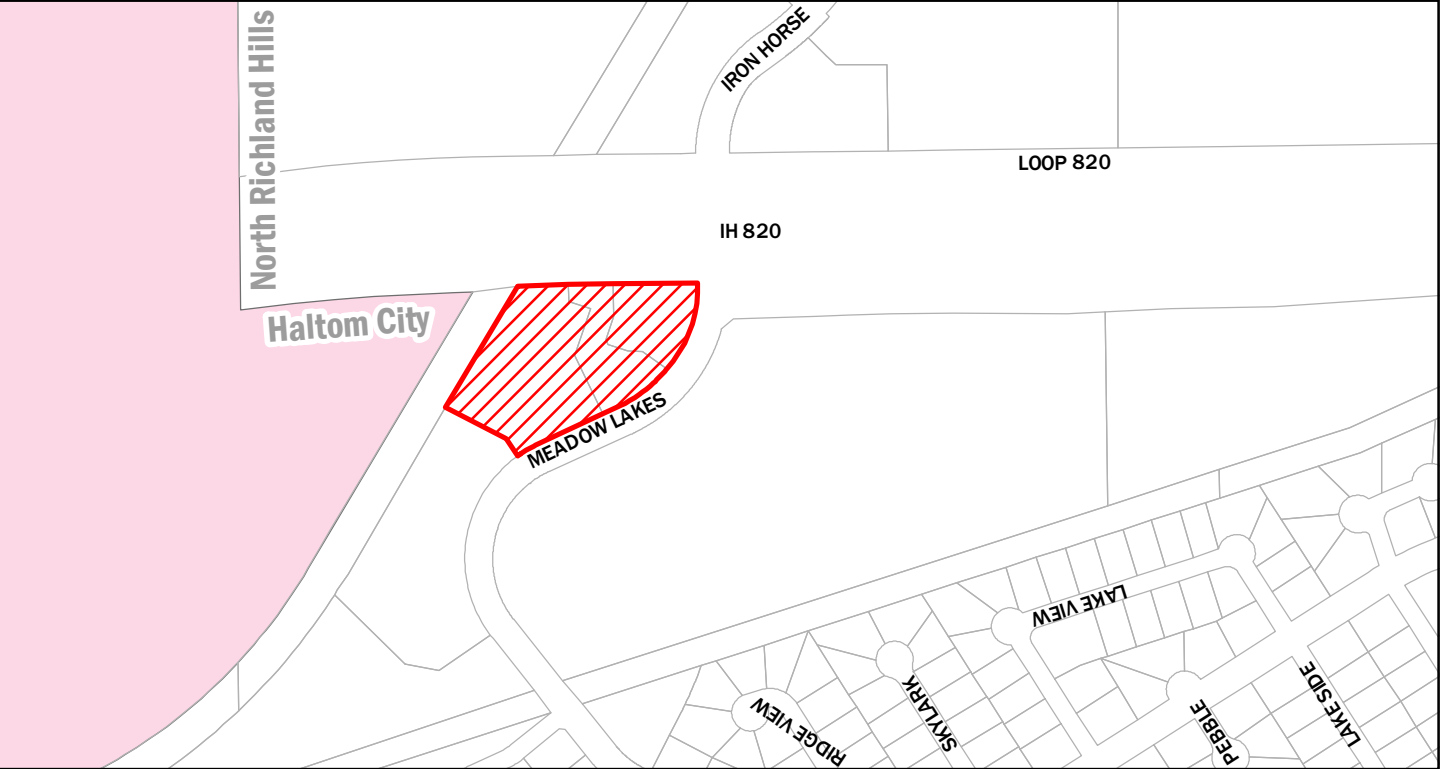 North Richland Hills
IRON HORSE
LOOP 820
IH 820
Haltom City
MEADOW LAKES
LAKE VIEW
RIDGE VIEW
SKYLARK
PEBBLE
LAKE SIDE